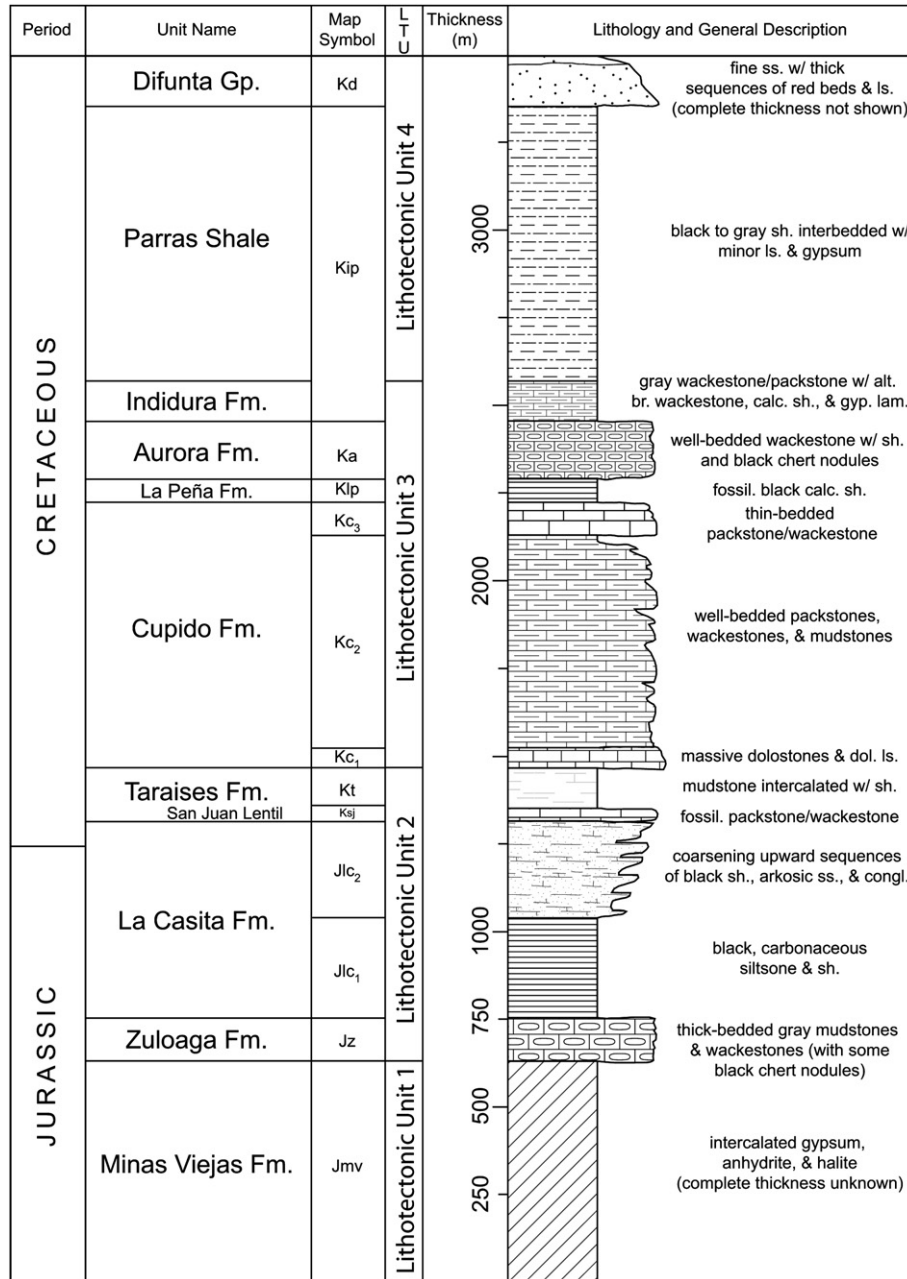 Period
Unit Name
Map
Symbol
L
T
U
Thickness
(m)
Lithology and General Description
CRETACEOUS
JURASSIC
Difunta Gp.
Kd
Lithotectonic Unit 4
fine ss. w/ thick
sequences of red beds & ls.
(complete thickness not shown)
Parras Shale
Kip
3000
black to gray sh. interbedded w/
minor ls. & gypsum
Indidura Fm.
Lithotectonic Unit 3
gray wackestone/packstone w/ alt.
br. wackestone, calc. sh., & gyp. lam.
Aurora Fm.
Ka
well-bedded wackestone w/ sh.
and black chert nodules
La Peña Fm.
Klp
fossil. black calc. sh.
Cupido Fm.
Kc3
thin-bedded
packstone/wackestone
Kc2
2000
well-bedded packstones,
wackestones, & mudstones
Kc1
massive dolostones & dol. ls.
Taraises Fm.
Kt
Lithotectonic Unit 2
mudstone intercalated w/ sh.
San Juan Lentil
Ksj
fossil. packstone/wackestone
La Casita Fm.
Jlc2
coarsening upward sequences
of black sh., arkosic ss., & congl.
1000
Jlc1
black, carbonaceous
siltsone & sh.
750
Zuloaga Fm.
Jz
thick-bedded gray mudstones
& wackestones (with some
black chert nodules)
Minas Viejas Fm.
Jmv
Lithotectonic Unit 1
500
250
intercalated gypsum,
anhydrite, & halite
(complete thickness unknown)